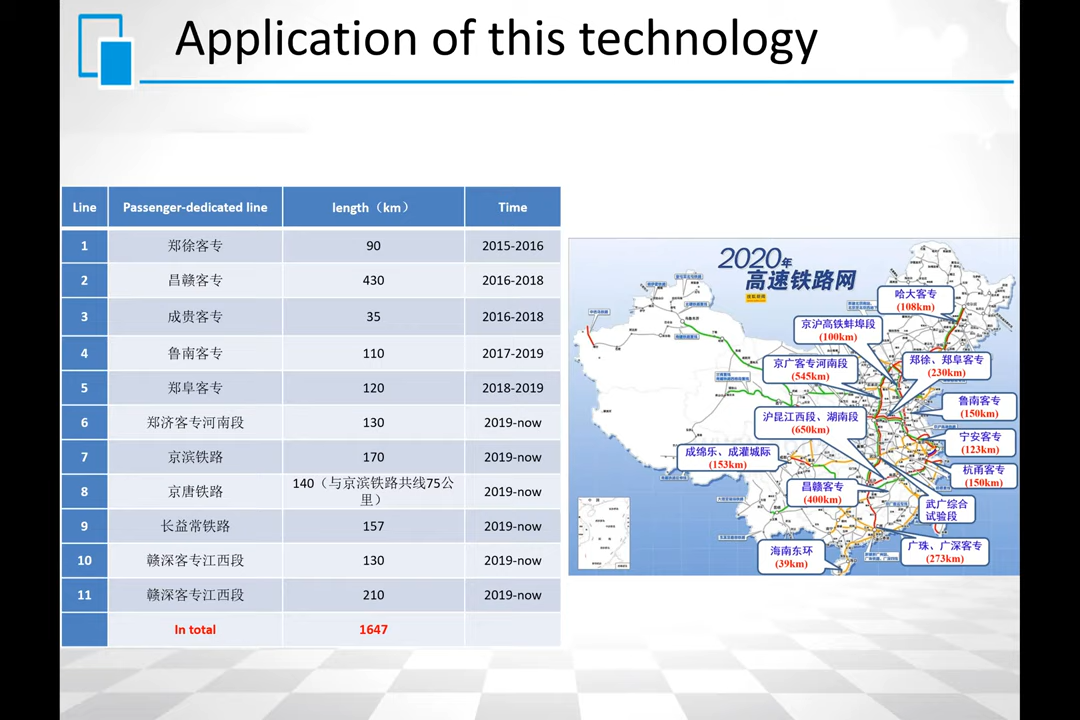 Application of this technology
Line Passenger-dedicated line length（km） Time
1 郑徐客专 90 2015-2016
2 昌赣客专 430 2016-2018
3 成贵客专 35 2016-2018
4 鲁南客专 110 2017-2019
5 郑阜客专 120 2018-2019
6 郑济客专河南段 130 2019-now
7 京滨铁路 170 2019-now
8 京唐铁路 140（与京滨铁路共线75公
里） 2019-now
9 长益常铁路 157 2019-now
10 赣深客专江西段 130 2019-now
11 赣深客专江西段 210 2019-now
In total 1647
2020年
高速铁路网
哈大客专
(108km)
京沪高铁蚌埠段
(100km)
郑徐、郑阜客专
(230km)
京广客专河南段
(545km)
鲁南客专
(150km)
沪昆江西段、湖南段
(650km)
宁安客专
(123km)
成绵乐、成灌城际
(153km)
杭甬客专
(150km)
昌赣客专
(400km)
武广综合
试验段
广珠、广深客专
(273km)
海南东环
(39km)